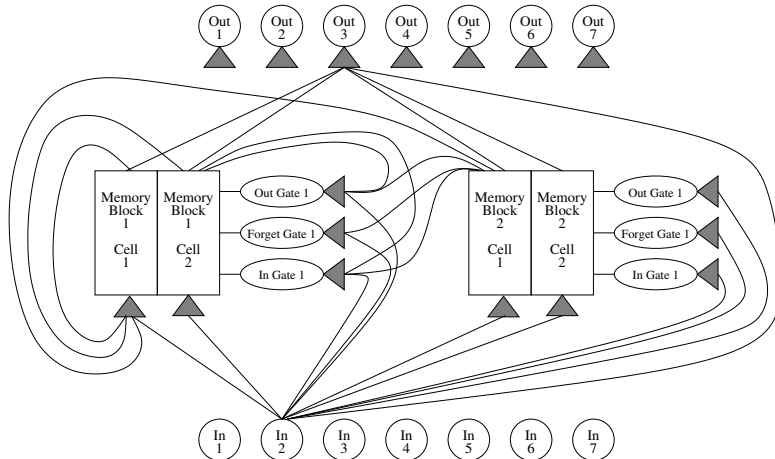 Out Out Out Out Out Out Out
1 2 3 4 5 6 7
Memory
Block
1
Cell
1
Memory
Block
1
Cell
2
Out Gate 1
Forget Gate 1
In Gate 1
Memory
Block
2
Cell
1
Memory
Block
2
Cell
2
Out Gate 1
Forget Gate 1
In Gate 1
In In In In In In In
1 2 3 4 5 6 7